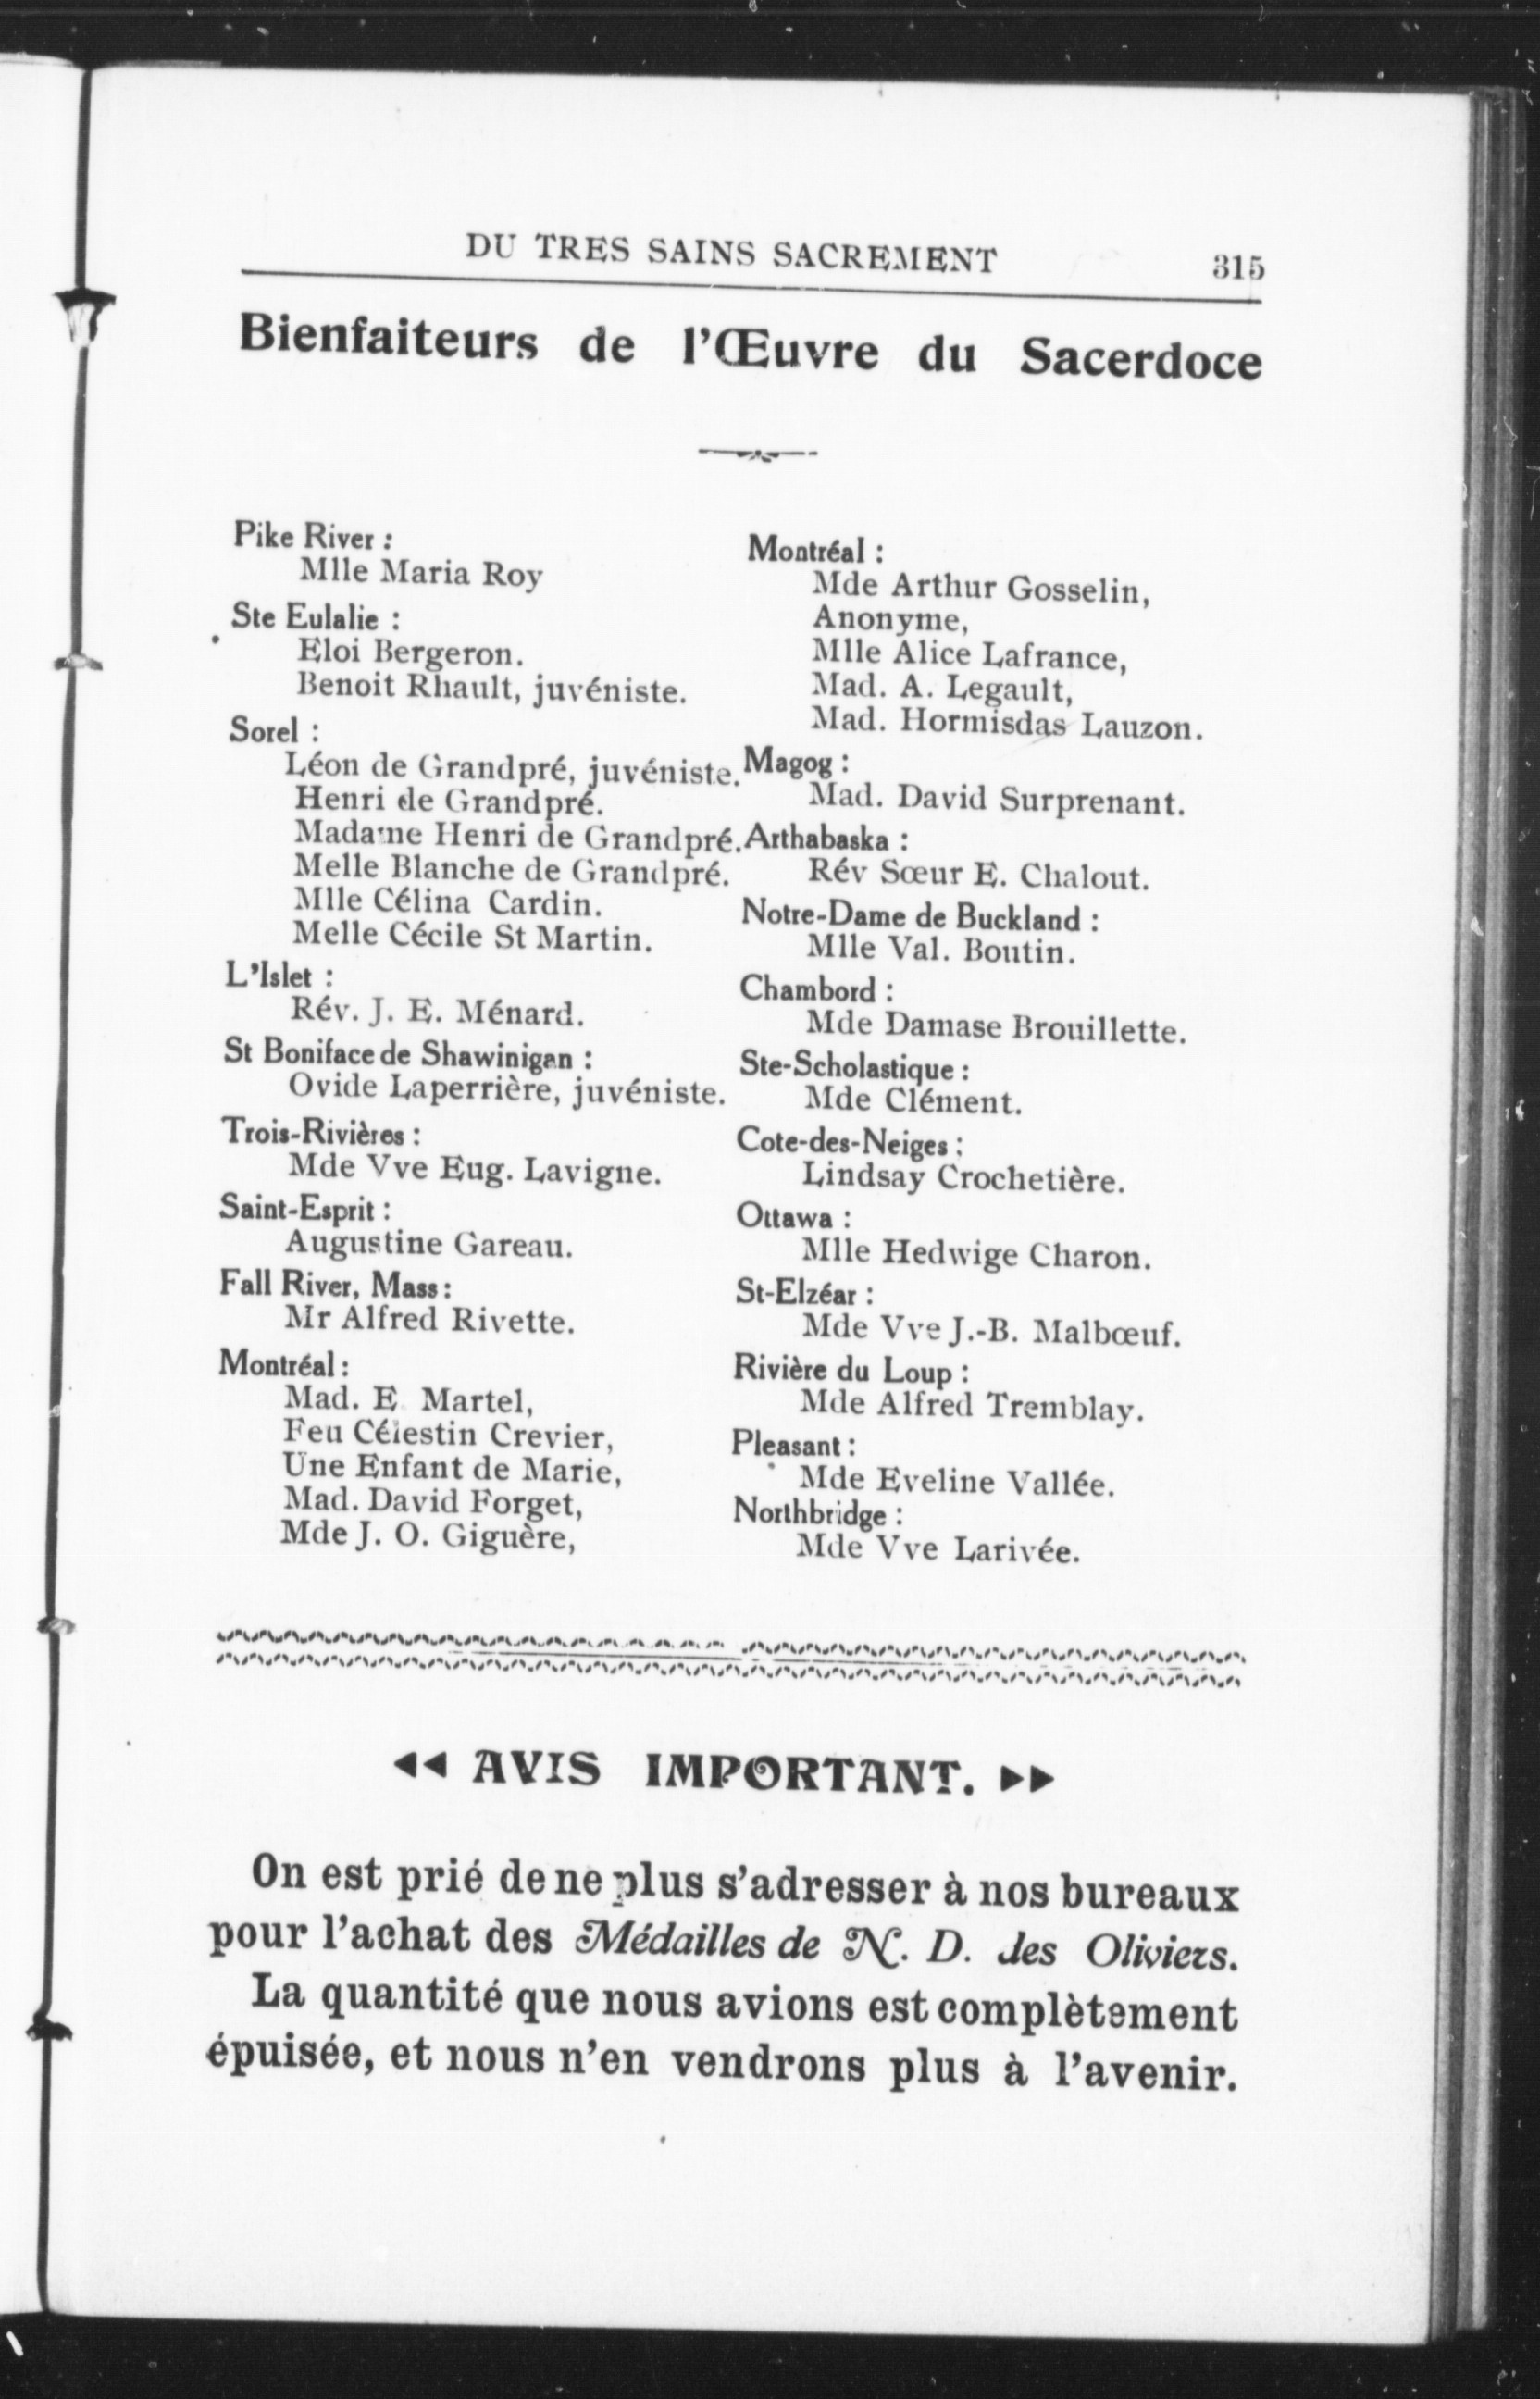 DU TRES SAINS SACREMENT 315
Bienfaiteurs de l'Œuvre du Sacerdoce
Pike River :
Mlle Maria Roy
Ste Eulalie :
Eloi Bergeron.
Benoit Rhault, juvéniste.
Sorel :
Léon de Grandpré, juvéniste.
Henri de Grandpré.
Madame Henri de Grandpré.
Melle Blanche de Grandpré.
Mlle Célina Cardin.
Melle Cécile St Martin.
L'Islet :
Rév. J. E. Ménard.
St Boniface de Shawinigan :
Ovide Laperrière, juvéniste.
Trois-Rivières :
Mde Vve Eug. Lavigne.
Saint-Esprit :
Augustine Gareau.
Fall River, Mass :
Mr Alfred Rivette.
Montréal :
Mad. E. Martel,
Feu Célestin Crevier,
Une Enfant de Marie,
Mad. David Forget,
Mde J. O. Giguère,
Montréal :
Mde Arthur Gosselin,
Anonyme,
Mlle Alice Lafrance,
Mad. A. Legault,
Mad. Hormisdas Lauzon.
Magog :
Mad. David Surprenant.
Arthabaska :
Rév Sœur E. Chalout.
Notre-Dame de Buckland :
Mlle Val. Boutin.
Chambord :
Mde Damase Brouillette.
Ste-Scholastique :
Mde Clément.
Cote-des-Neiges :
Lindsay Crochetière.
Ottawa :
Mlle Hedwige Charon.
St-Elzéar :
Mde Vve J.-B. Malbœuf.
Rivière du Loup :
Mde Alfred Tremblay.
Pleasant :
Mde Eveline Vallée.
Northbridge :
Mde Vve Larivée.
AVIS IMPORTANT.
On est prié de ne plus s'adresser à nos bureaux
pour l'achat des Médailles de N. D. des Oliviers.
La quantité que nous avions est complètement
épuisée, et nous n'en vendrons plus à l'avenir.